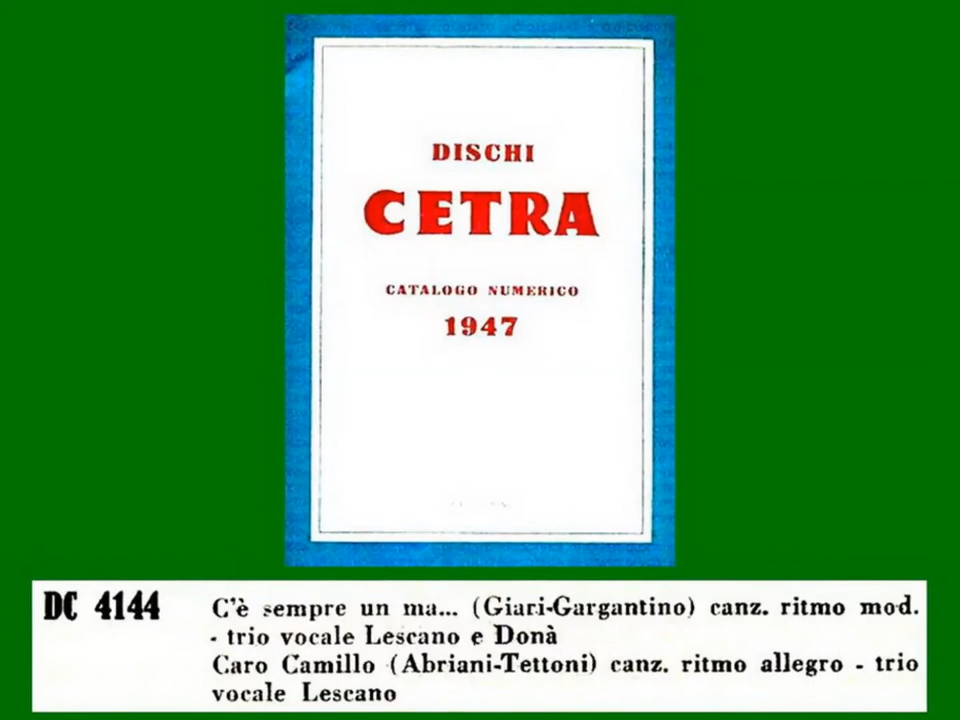 DISCHI
CETRA
CATALOGO NUMERICO
1947
DC 4144 C'è sempre un ma... (Giari-Gargantino) canz. ritmo mod.
- trio vocale Lescano e Donà
Caro Camillo (Abriani-Tettoni) canz. ritmo allegro - trio
vocale Lescano